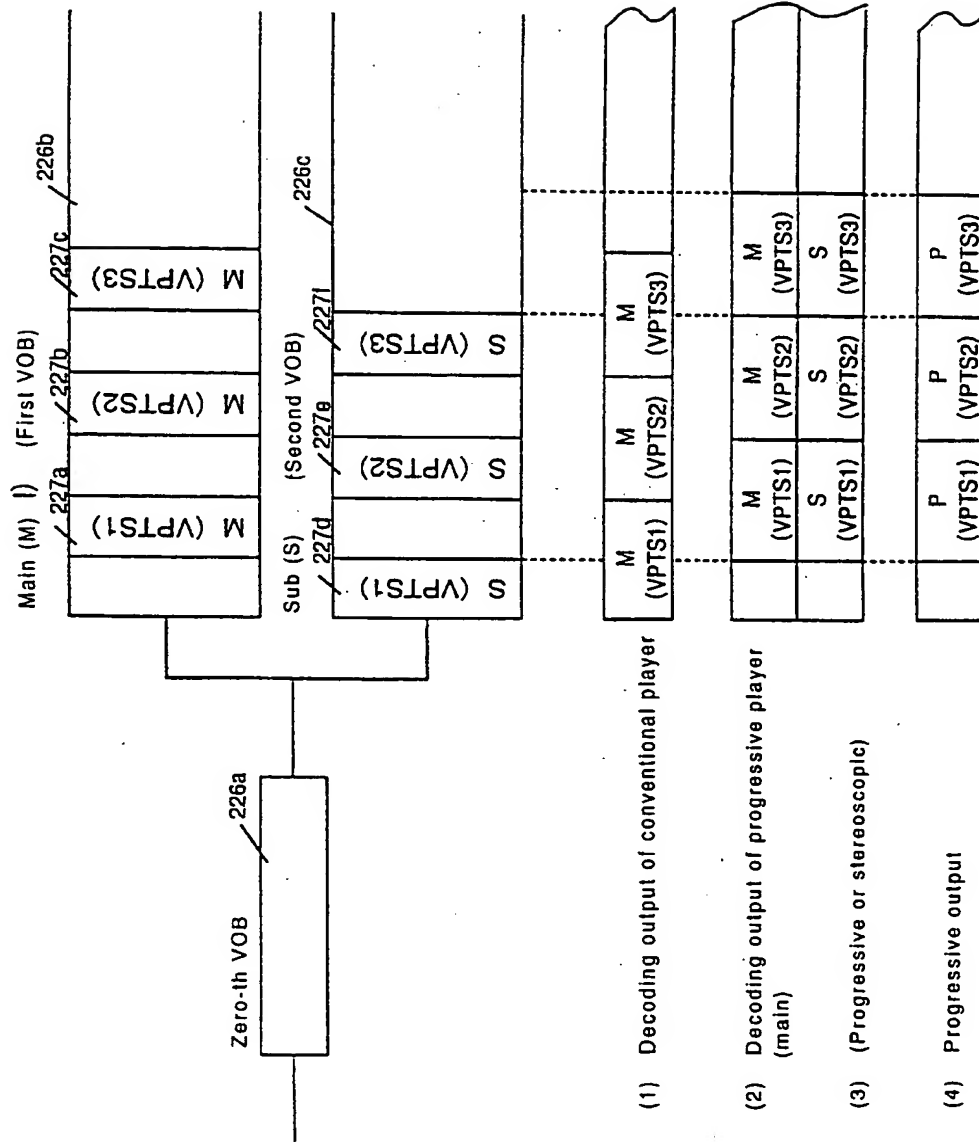 Main (M) I) (First VOB)
227a 227b 227c 226b
M (VPTS1)
M (VPTS2)
M (VPTS3)
Sub (S) (Second VOB)
227d 227e 227f 226c
S (VPTS1)
S (VPTS2)
S (VPTS3)
Zero-th VOB
226a
(1) Decoding output of conventional player
M
(VPTS1)
M
(VPTS2)
M
(VPTS3)
(2) Decoding output of progressive player
(main)
M
(VPTS1)
M
(VPTS2)
M
(VPTS3)
(3) (Progressive or stereoscopic)
S
(VPTS1)
S
(VPTS2)
S
(VPTS3)
(4) Progressive output
P
(VPTS1)
P
(VPTS2)
P
(VPTS3)